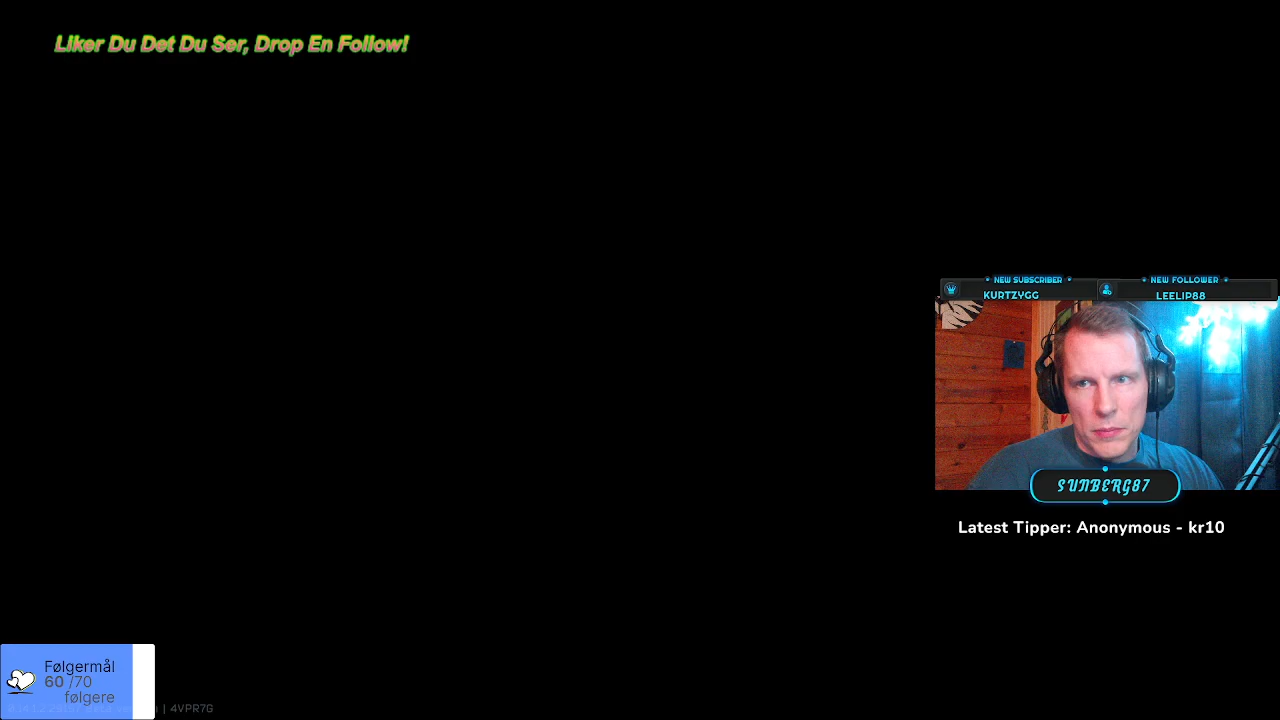 Liker Du Det Du Ser, Drop En Follow!
NEW SUBSCRIBER
KURTZYGG
NEW FOLLOWER
LEELIP88
SUNBERG87
Latest Tipper: Anonymous - kr10
Følgermål
60 /70
følgere
| 4VPR7G